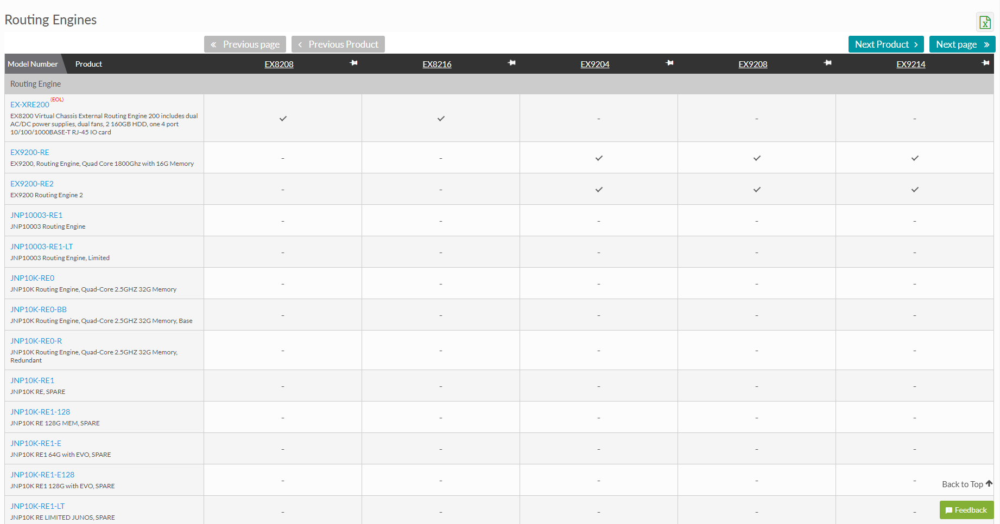 Routing Engines
« Previous page
‹ Previous Product
Next Product ›
Next page »
Model Number Product EX8208 EX8216 EX9204 EX9208 EX9214
Routing Engine
EX-XRE200 (EOL)
EX8200 Virtual Chassis External Routing Engine 200 includes dual
AC/DC power supplies, dual fans, 2 160GB HDD, one 4 port
10/100/1000BASE-T RJ-45 IO card
✓ ✓ - - -
EX9200-RE
EX9200, Routing Engine, Quad Core 1800Ghz with 16G Memory
- - ✓ ✓ ✓
EX9200-RE2
EX9200 Routing Engine 2
- - ✓ ✓ ✓
JNP10003-RE1
JNP10003 Routing Engine
- - - - -
JNP10003-RE1-LT
JNP10003 Routing Engine, Limited
- - - - -
JNP10K-RE0
JNP10K Routing Engine, Quad-Core 2.5GHZ 32G Memory
- - - - -
JNP10K-RE0-BB
JNP10K Routing Engine, Quad-Core 2.5GHZ 32G Memory, Base
- - - - -
JNP10K-RE0-R
JNP10K Routing Engine, Quad-Core 2.5GHZ 32G Memory,
Redundant
- - - - -
JNP10K-RE1
JNP10K RE, SPARE
- - - - -
JNP10K-RE1-128
JNP10K RE 128G MEM, SPARE
- - - - -
JNP10K-RE1-E
JNP10K RE1 64G with EVO, SPARE
- - - - -
JNP10K-RE1-E128
JNP10K RE1 128G with EVO, SPARE
- - - - -
Back to Top
JNP10K-RE1-LT
JNP10K RE LIMITED JUNOS, SPARE
- - - - -
Feedback